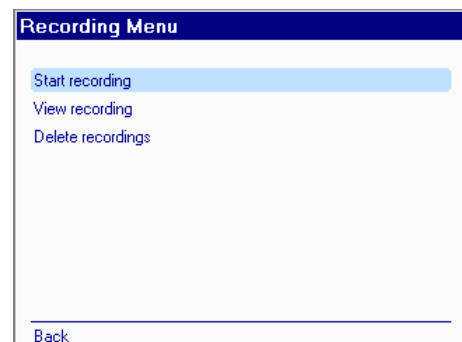 Recording Menu
Start recording
View recording
Delete recordings
Back